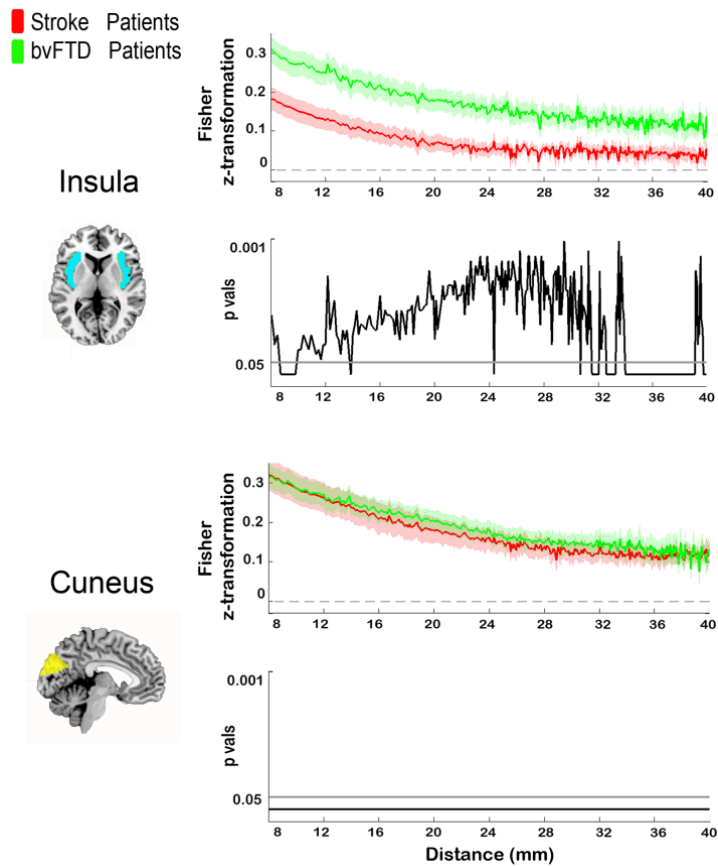 Stroke Patients
bvFTD Patients
Insula
Fisher
z-transformation
0.3
0.2
0.1
0
8 12 16 20 24 28 32 36 40
p vals
0.001
0.05
8 12 16 20 24 28 32 36 40
Cuneus
Fisher
z-transformation
0.3
0.2
0.1
0
8 12 16 20 24 28 32 36 40
p vals
0.001
0.05
8 12 16 20 24 28 32 36 40
Distance (mm)